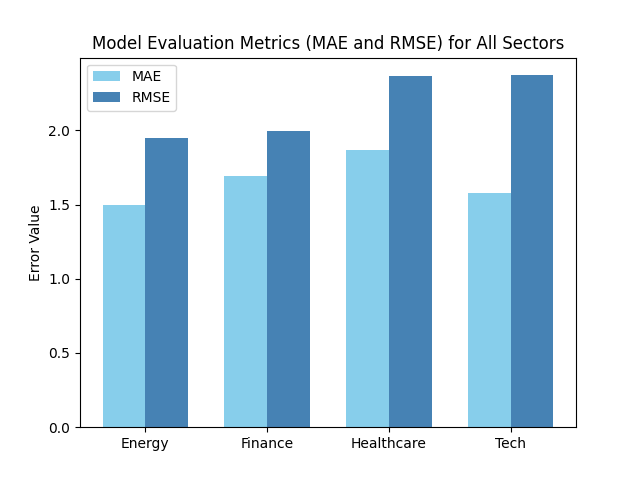 Model Evaluation Metrics (MAE and RMSE) for All Sectors
MAE
RMSE
2.0
1.5
1.0
0.5
0.0
Error Value
Energy
Finance
Healthcare
Tech